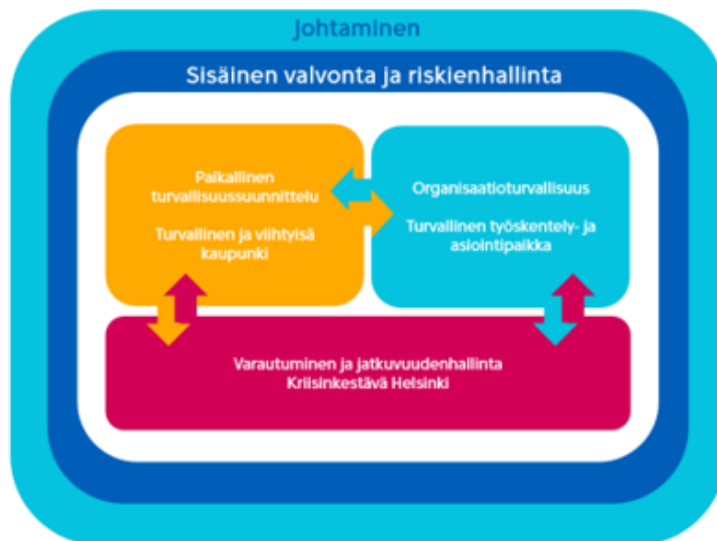 Johtaminen
Sisäinen valvonta ja riskienhallinta
Paikallinen
turvallisuussuunnittelu
Turvallinen ja viihtyisä
kaupunki
Organisaatioturvallisuus
Turvallinen työskentely- ja
asiointipaikka
Varautuminen ja jatkuvuudenhallinta
Kriisinkestävä Helsinki